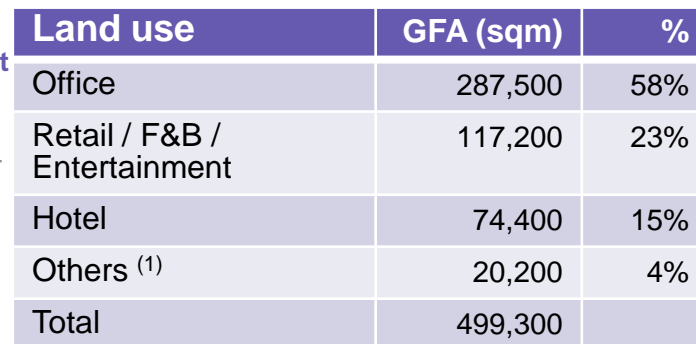 Land use GFA (sqm) %
t
Office 287,500 58%
Retail / F&B / 117,200 23%
Entertainment
Hotel 74,400 15%
Others (1) 20,200 4%
Total 499,300